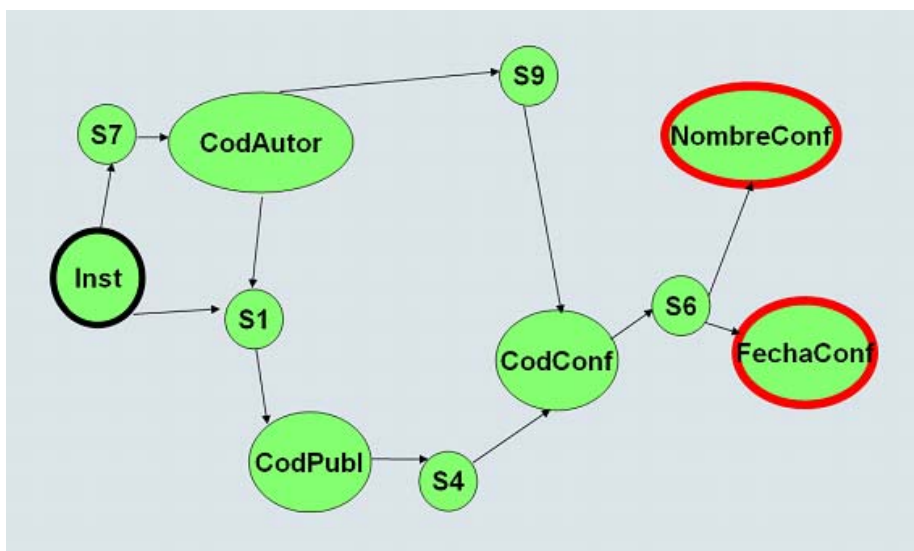 S9
NombreConf
S7
CodAutor
Inst
S1
S6
CodConf
FechaConf
CodPubl
S4